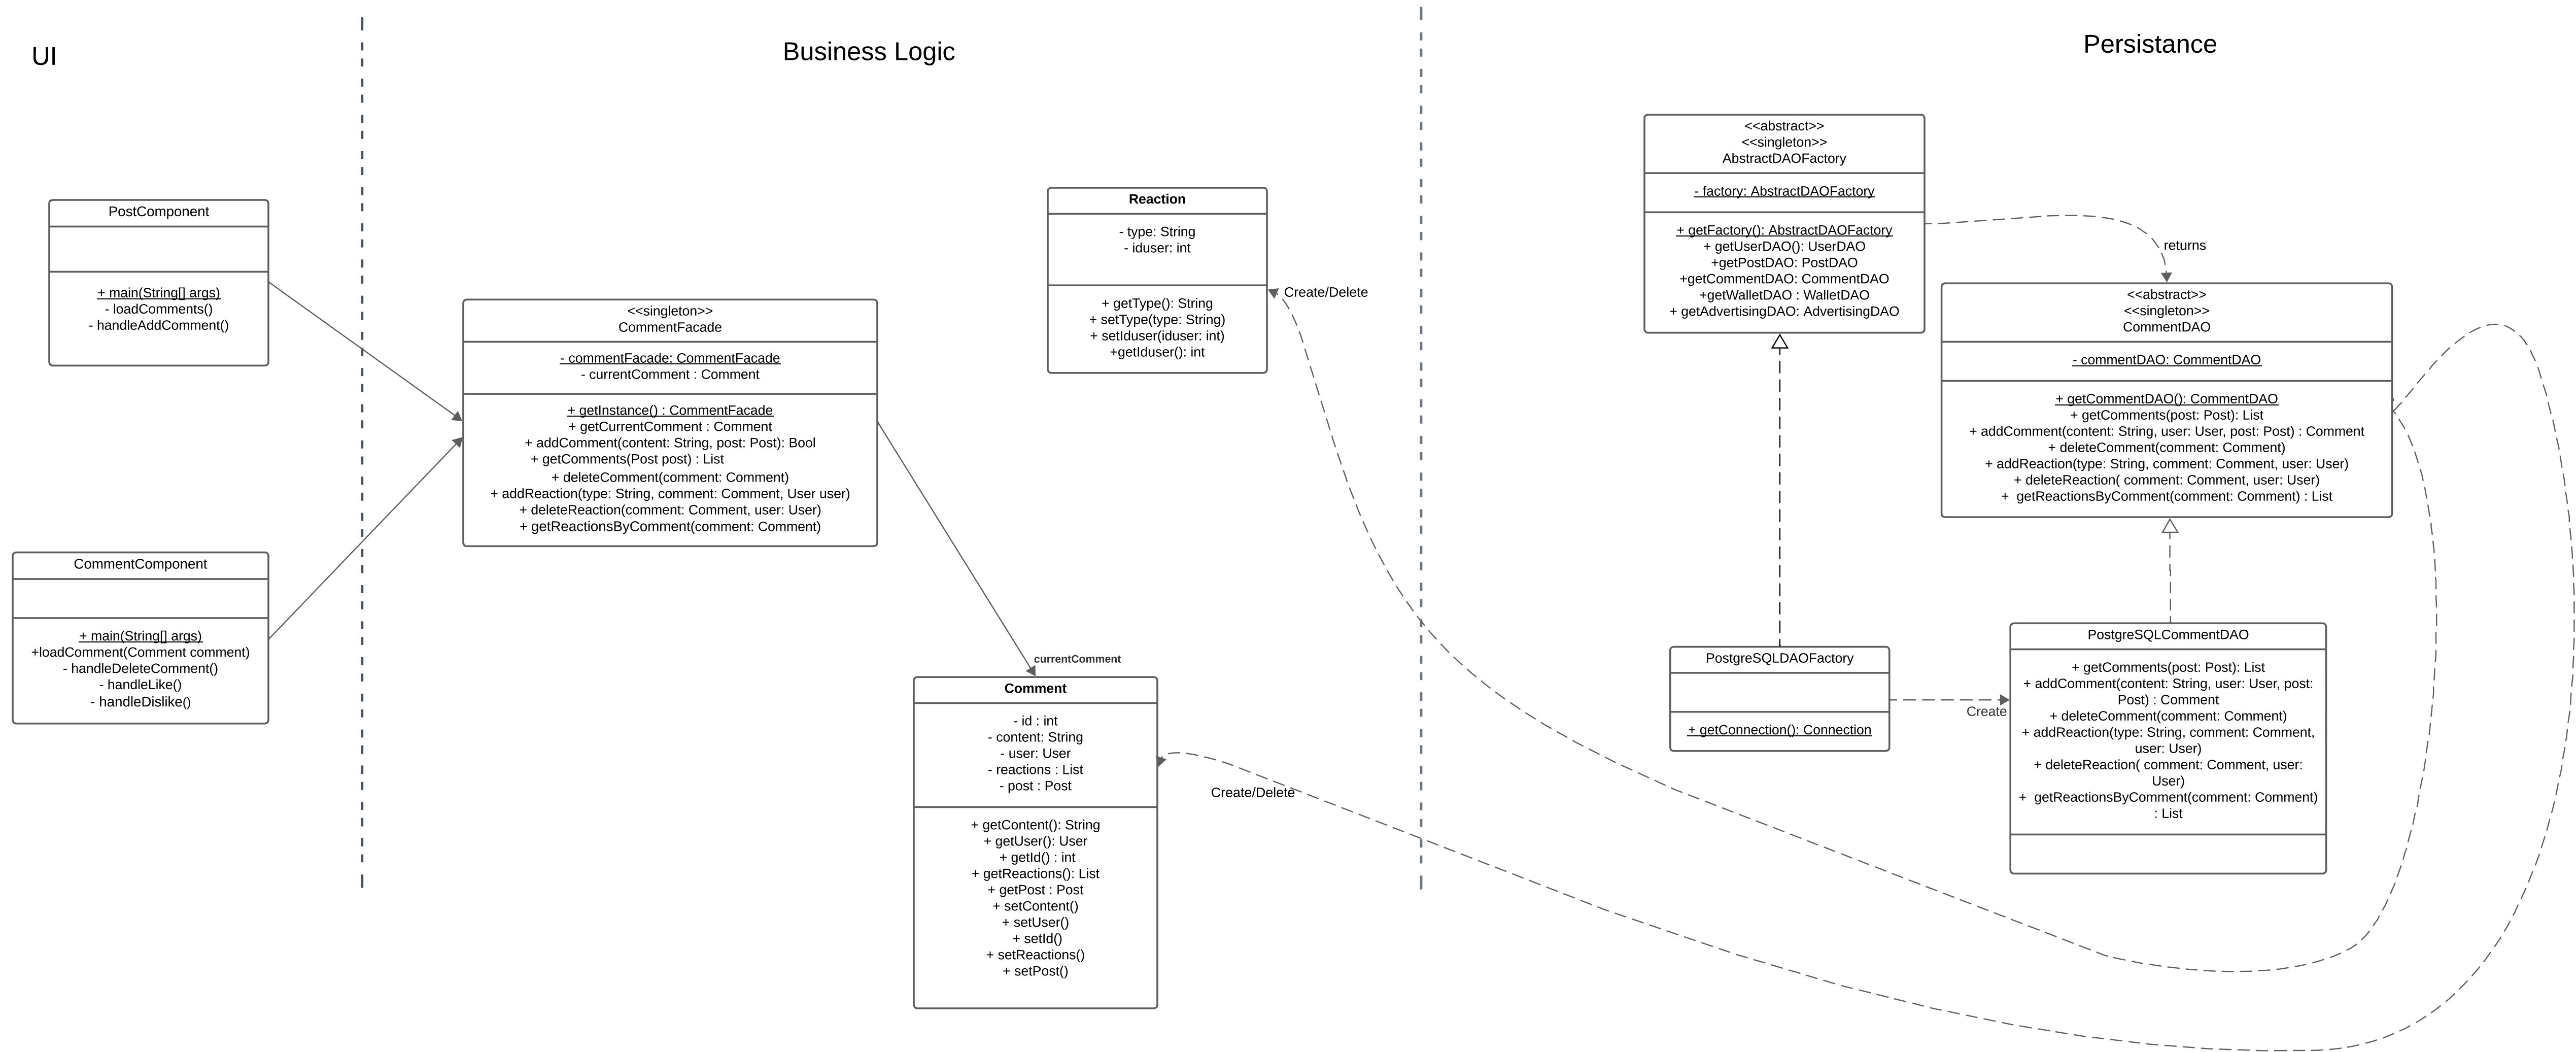 UI
Business Logic
Persistance
PostComponent
+ main(String[] args)
- loadComments()
- handleAddComment()
CommentComponent
+ main(String[] args)
+loadComment(Comment comment)
- handleDeleteComment()
- handleLike()
- handleDislike()
<<singleton>>
CommentFacade
- commentFacade: CommentFacade
- currentComment : Comment
+ getInstance() : CommentFacade
+ getCurrentComment : Comment
+ addComment(content: String, post: Post): Bool
+ getComments(Post post) : List
+ deleteComment(comment: Comment)
+ addReaction(type: String, comment: Comment, User user)
+ deleteReaction(comment: Comment, user: User)
+ getReactionsByComment(comment: Comment)
Reaction
- type: String
- iduser: int
+ getType(): String
+ setType(type: String)
+ setIduser(iduser: int)
+getIduser(): int
Create/Delete
currentComment
Comment
- id : int
- content: String
- user: User
- reactions : List
- post : Post
+ getContent(): String
+ getUser(): User
+ getId() : int
+ getReactions(): List
+ getPost : Post
+ setContent()
+ setUser()
+ setId()
+ setReactions()
+ setPost()
Create/Delete
<<abstract>>
<<singleton>>
AbstractDAOFactory
- factory: AbstractDAOFactory
+ getFactory(): AbstractDAOFactory
+ getUserDAO(): UserDAO
+getPostDAO: PostDAO
+getCommentDAO: CommentDAO
+getWalletDAO : WalletDAO
+ getAdvertisingDAO: AdvertisingDAO
returns
<<abstract>>
<<singleton>>
CommentDAO
- commentDAO: CommentDAO
+ getCommentDAO(): CommentDAO
+ getComments(post: Post): List
+ addComment(content: String, user: User, post: Post) : Comment
+ deleteComment(comment: Comment)
+ addReaction(type: String, comment: Comment, user: User)
+ deleteReaction( comment: Comment, user: User)
+  getReactionsByComment(comment: Comment) : List
PostgreSQLDAOFactory
+ getConnection(): Connection
Create
PostgreSQLCommentDAO
+ getComments(post: Post): List
+ addComment(content: String, user: User, post:
Post) : Comment
+ deleteComment(comment: Comment)
+ addReaction(type: String, comment: Comment,
user: User)
+ deleteReaction( comment: Comment, user:
User)
+  getReactionsByComment(comment: Comment)
: List